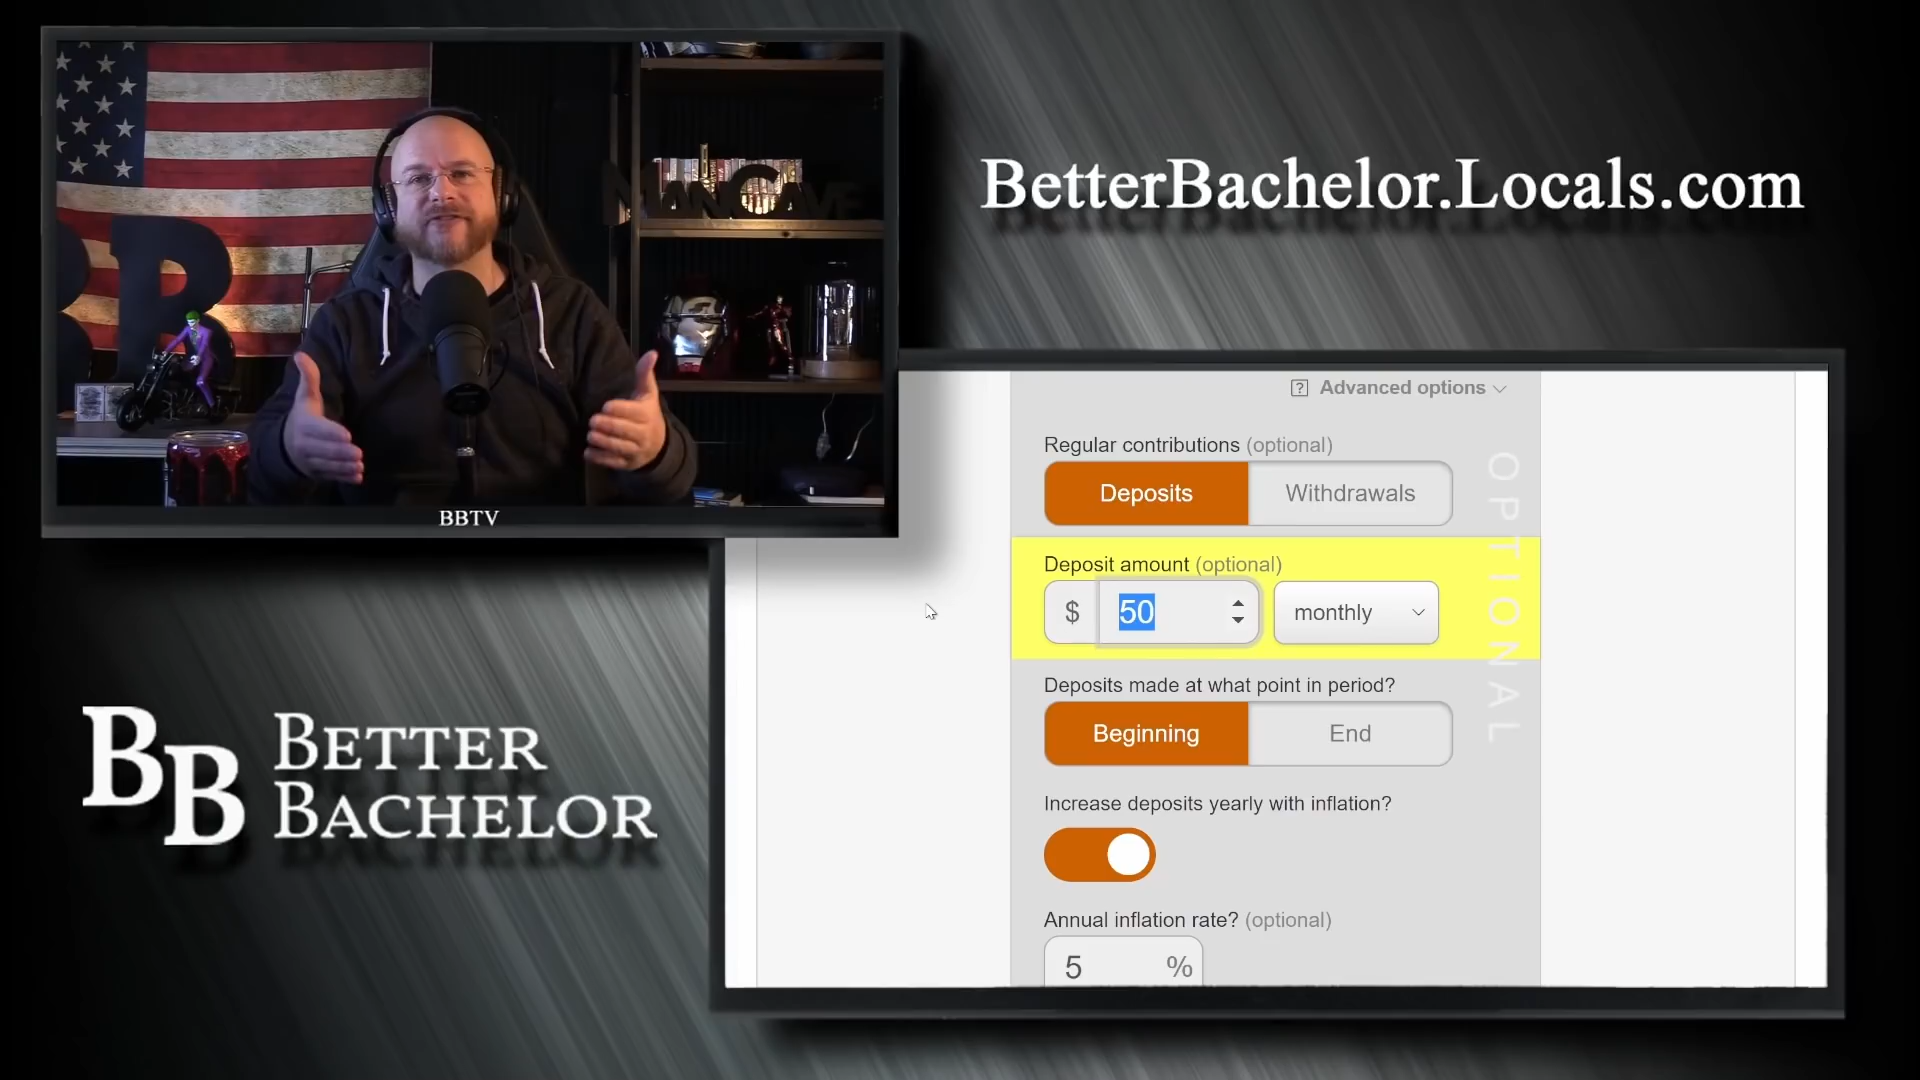 MANCAVE
BBTV
BetterBachelor.Locals.com
BB
BETTER
BACHELOR
? Advanced options
Regular contributions (optional)
Deposits Withdrawals
Deposit amount (optional)
$ 50 monthly
Deposits made at what point in period?
Beginning End
Increase deposits yearly with inflation?
Annual inflation rate? (optional)
5 %
OPTIONAL